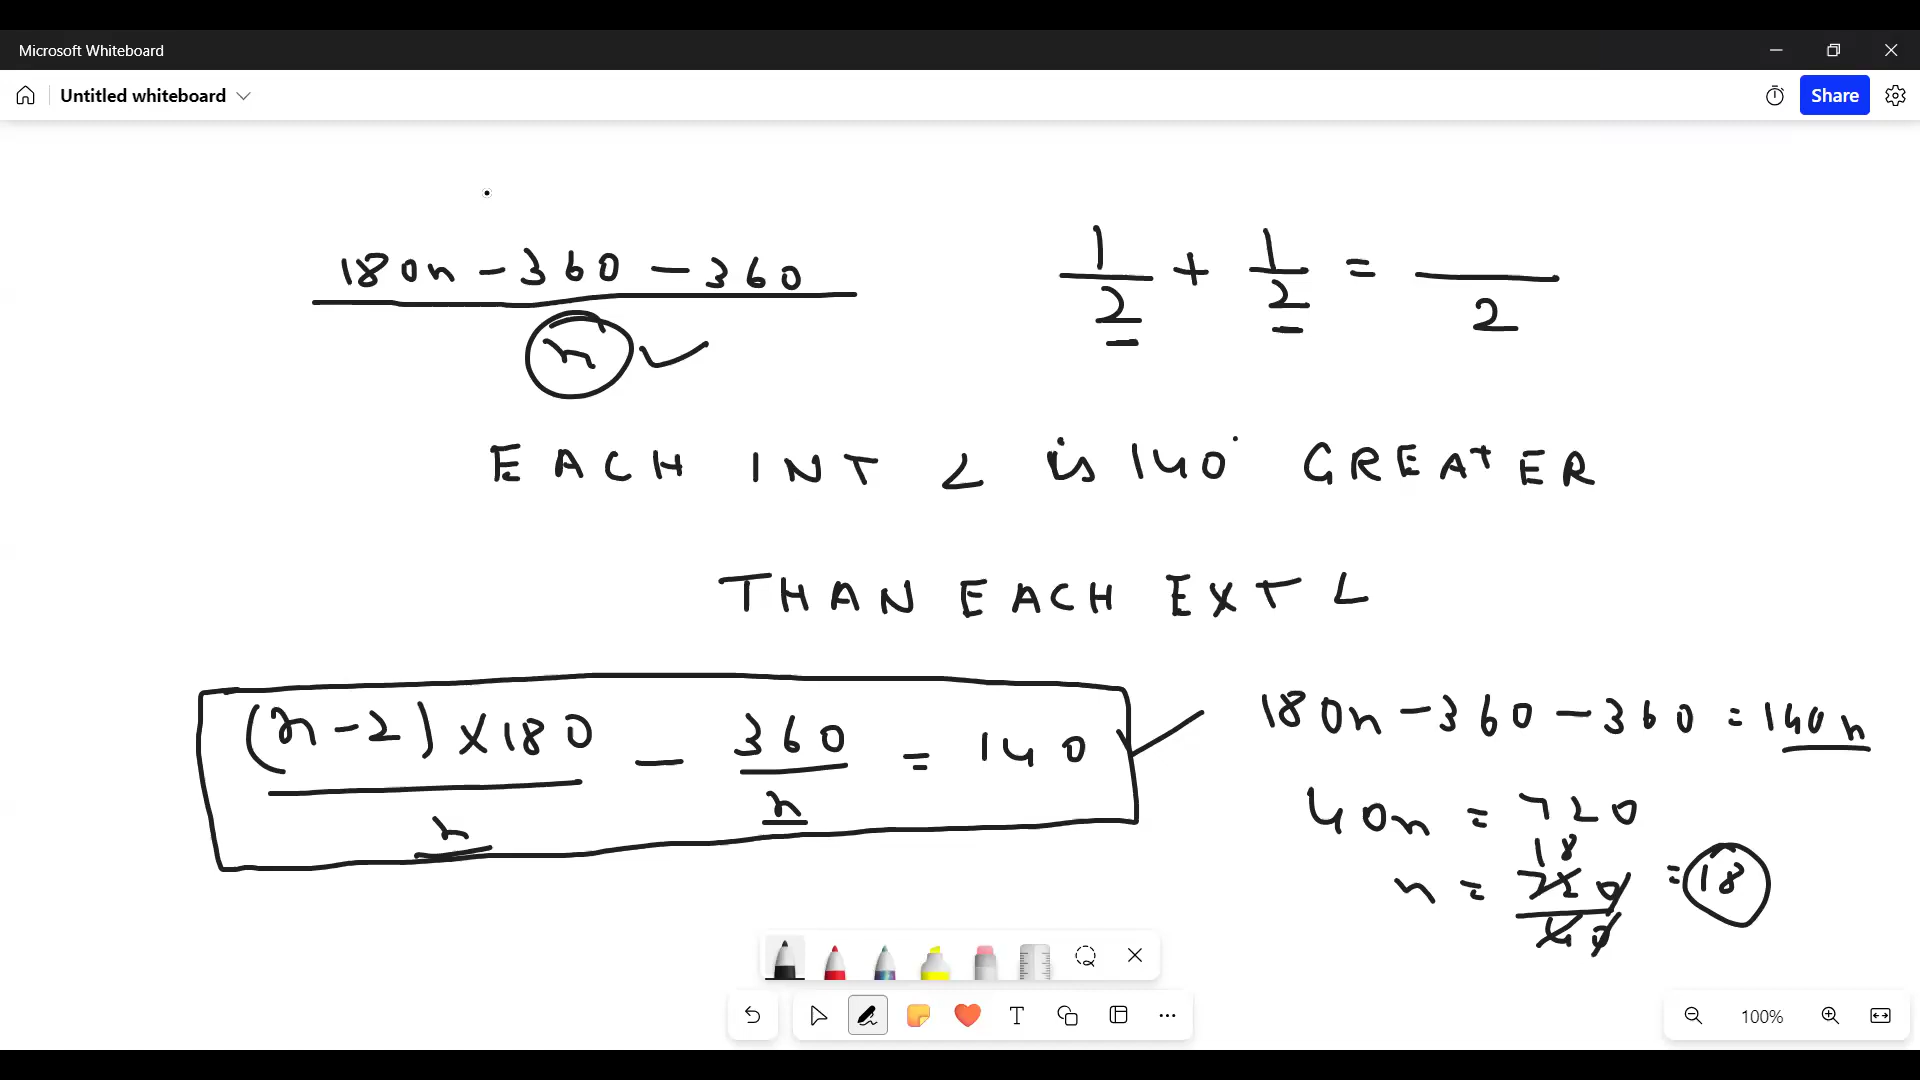 Microsoft Whiteboard
Untitled whiteboard
Share
180n - 360 - 360
n
1/2 + 1/2 = /2
EACH INT ∠ is 140° GREATER
THAN EACH EXT ∠
(n-2) × 180 / n - 360 / n = 140
180n - 360 - 360 = 140n
40n = 720
18
n = 720 / 40 = 18
100%